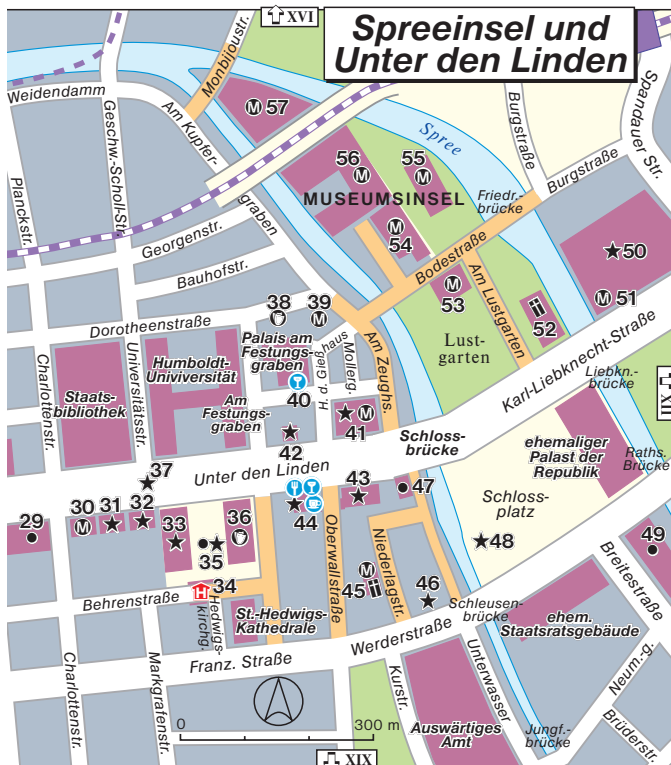 XVI
Spreeinsel und
Unter den Linden
Monbijoustr.
Weidendamm
Geschw.-Scholl-Str.
Am Kupfer-
graben
M 57
Spree
Burgstraße
Spandauer Str.
Planckstr.
56
M
55
M
MUSEUMSINSEL
Friedr.-
brücke
Burgstraße
Georgenstr.
54
M
50
Bauhofstr.
Bodestraße
M
53
Am Lustgarten
M
51
38
39
M
52
Dorotheenstraße
Palais am
Festungs-
graben
H. d. Gieß
haus
Mollerg.
Am Zeughs.
Lust-
garten
Karl-Liebknecht-Straße
Liebkn.-
brücke
XII
Charlottenstr.
Staats-
bibliothek
Universitätsstr.
Humboldt-
Univiversität
40
Am
Festungs-
graben
M
41
42
Schloss-
brücke
ehemaliger
Palast der
Republik
Raths.
Brücke
37
Unter den Linden
43
47
Schloss-
platz
29
30
M
31
32
33
36
35
44
48
49
Oberwallstraße
Niederlagstr.
M
45
46
Breitestraße
H 34
Behrenstraße
Hedwigs-
kirchg.
St.-Hedwigs-
Kathedrale
Schleusen-
brücke
ehem.
Staatsratsgebäude
Werderstraße
Franz. Straße
Charlottenstr.
Markgrafenstr.
Kurstr.
Unterwasser
Neum.-g.
Brüderstr.
Auswärtiges
Amt
Jungf.-
brücke
0
300 m
XIX